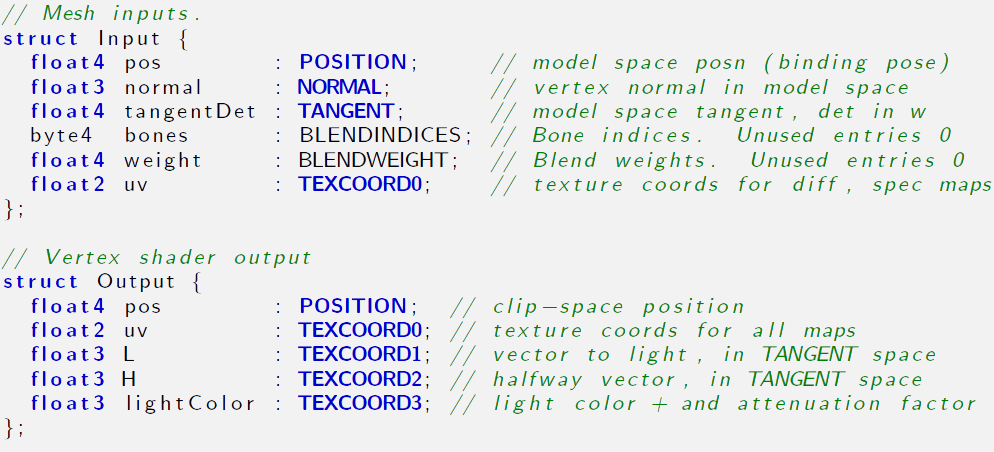 // Mesh inputs.
struct Input {
  float4 pos        : POSITION;     // model space posn (binding pose)
  float3 normal     : NORMAL;       // vertex normal in model space
  float4 tangentDet : TANGENT;      // model space tangent, det in w
  byte4  bones      : BLENDINDICES; // Bone indices.  Unused entries 0
  float4 weight     : BLENDWEIGHT;  // Blend weights.  Unused entries 0
  float2 uv         : TEXCOORD0;    // texture coords for diff, spec maps
};

// Vertex shader output
struct Output {
  float4 pos        : POSITION;  // clip−space position
  float2 uv         : TEXCOORD0; // texture coords for all maps
  float3 L          : TEXCOORD1; // vector to light, in TANGENT space
  float3 H          : TEXCOORD2; // halfway vector, in TANGENT space
  float3 lightColor : TEXCOORD3; // light color + and attenuation factor
};